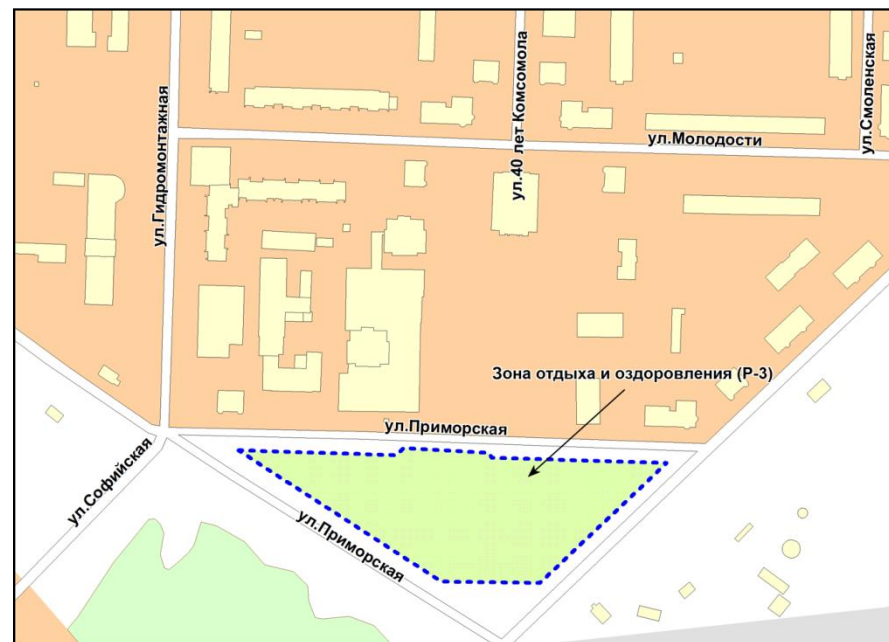 ул.Гидромонтажная
ул.40 лет Комсомола
ул.Смоленская
ул.Молодости
Зона отдыха и оздоровления (Р-3)
ул.Приморская
ул.Софийская
ул.Приморская